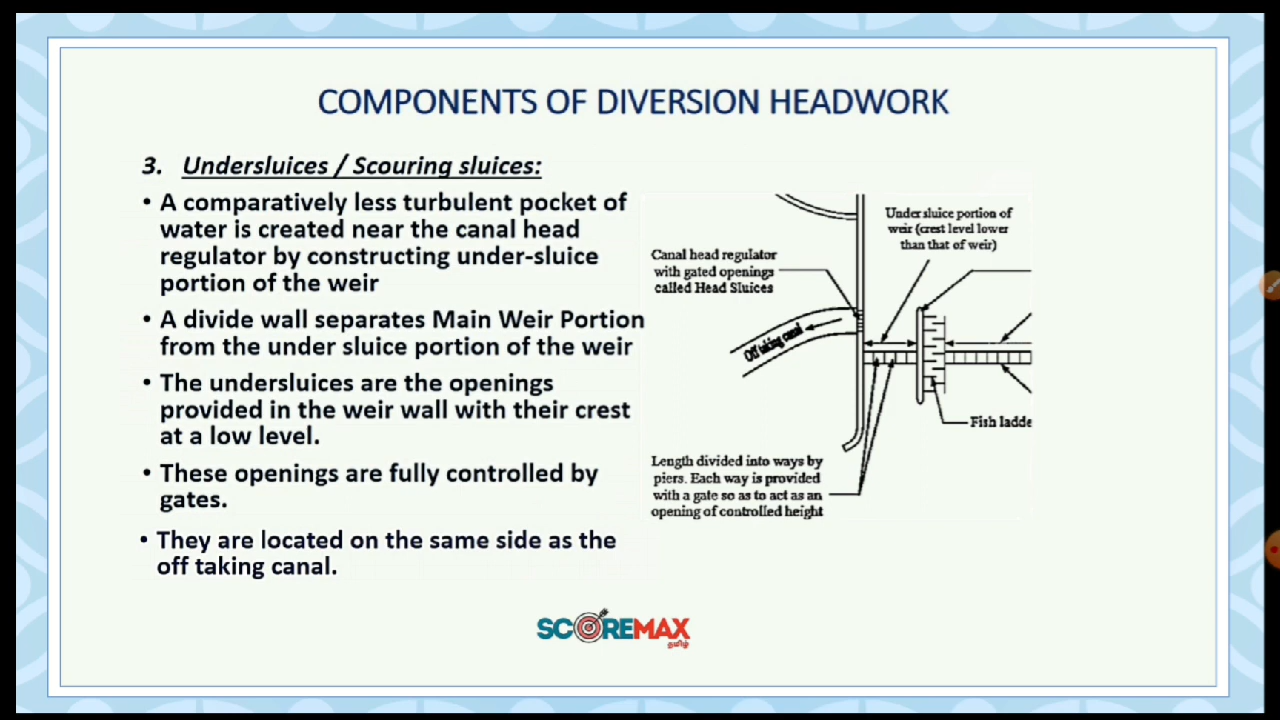 COMPONENTS OF DIVERSION HEADWORK
3. Undersluices / Scouring sluices:
• A comparatively less turbulent pocket of
water is created near the canal head
regulator by constructing under-sluice
portion of the weir
• A divide wall separates Main Weir Portion
from the under sluice portion of the weir
• The undersluices are the openings
provided in the weir wall with their crest
at a low level.
• These openings are fully controlled by
gates.
• They are located on the same side as the
off taking canal.
Under sluice portion of
weir (crest level lower
than that of weir)
Canal head regulator
with gated openings
called Head Sluices
Off taking canal
Fish ladde
Length divided into ways by
piers. Each way is provided
with a gate so as to act as an
opening of controlled height
SCOREMAX
தமிழ்